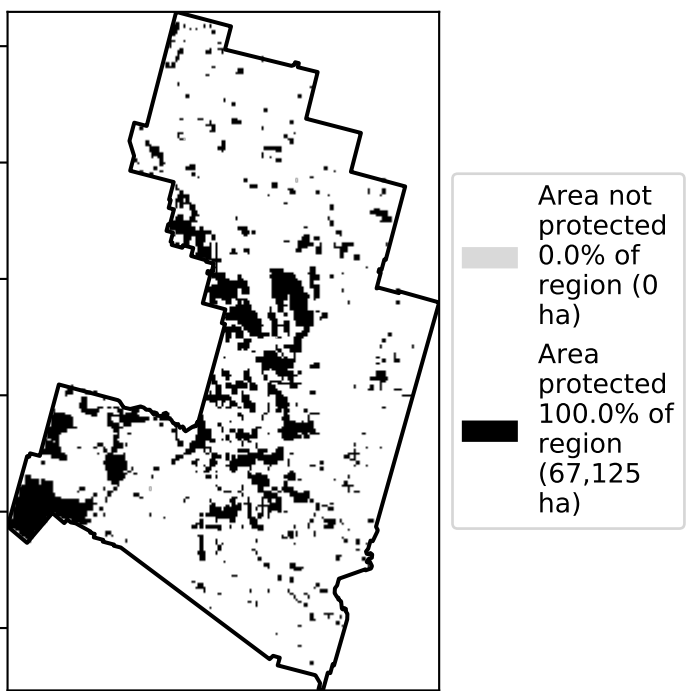 Area not
protected
0.0% of
region (0
ha)
Area
protected
100.0% of
region
(67,125
ha)